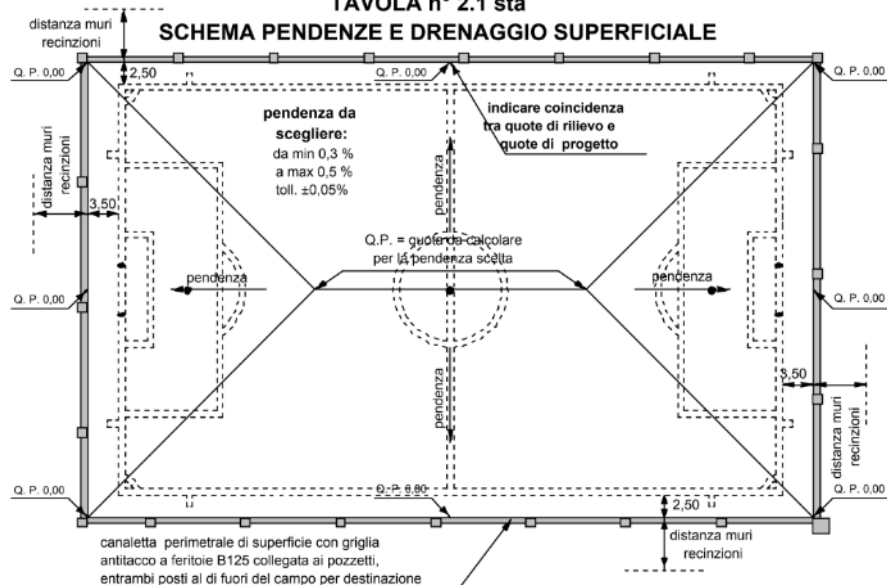 TAVOLA n° 2.1 sta
SCHEMA PENDENZE E DRENAGGIO SUPERFICIALE
distanza muri
recinzioni
Q. P. 0,00
2,50
Q. P. 0,00
Q. P. 0,00
pendenza da
scegliere:
da min 0,3 %
a max 0,5 %
toll. ±0,05%
indicare coincidenza
tra quote di rilievo e
quote di progetto
distanza muri
recinzioni
3,50
pendenza
Q.P. = quote da calcolare
per la pendenza scelta
pendenza
pendenza
Q. P. 0,00
Q. P. 0,00
3,50
pendenza
distanza muri
recinzioni
Q. P. 0,00
Q. P. 0,00
Q. P. 0,00
2,50
distanza muri
recinzioni
canaletta perimetrale di superficie con griglia
antitacco a feritoie B125 collegata ai pozzetti,
entrambi posti al di fuori del campo per destinazione